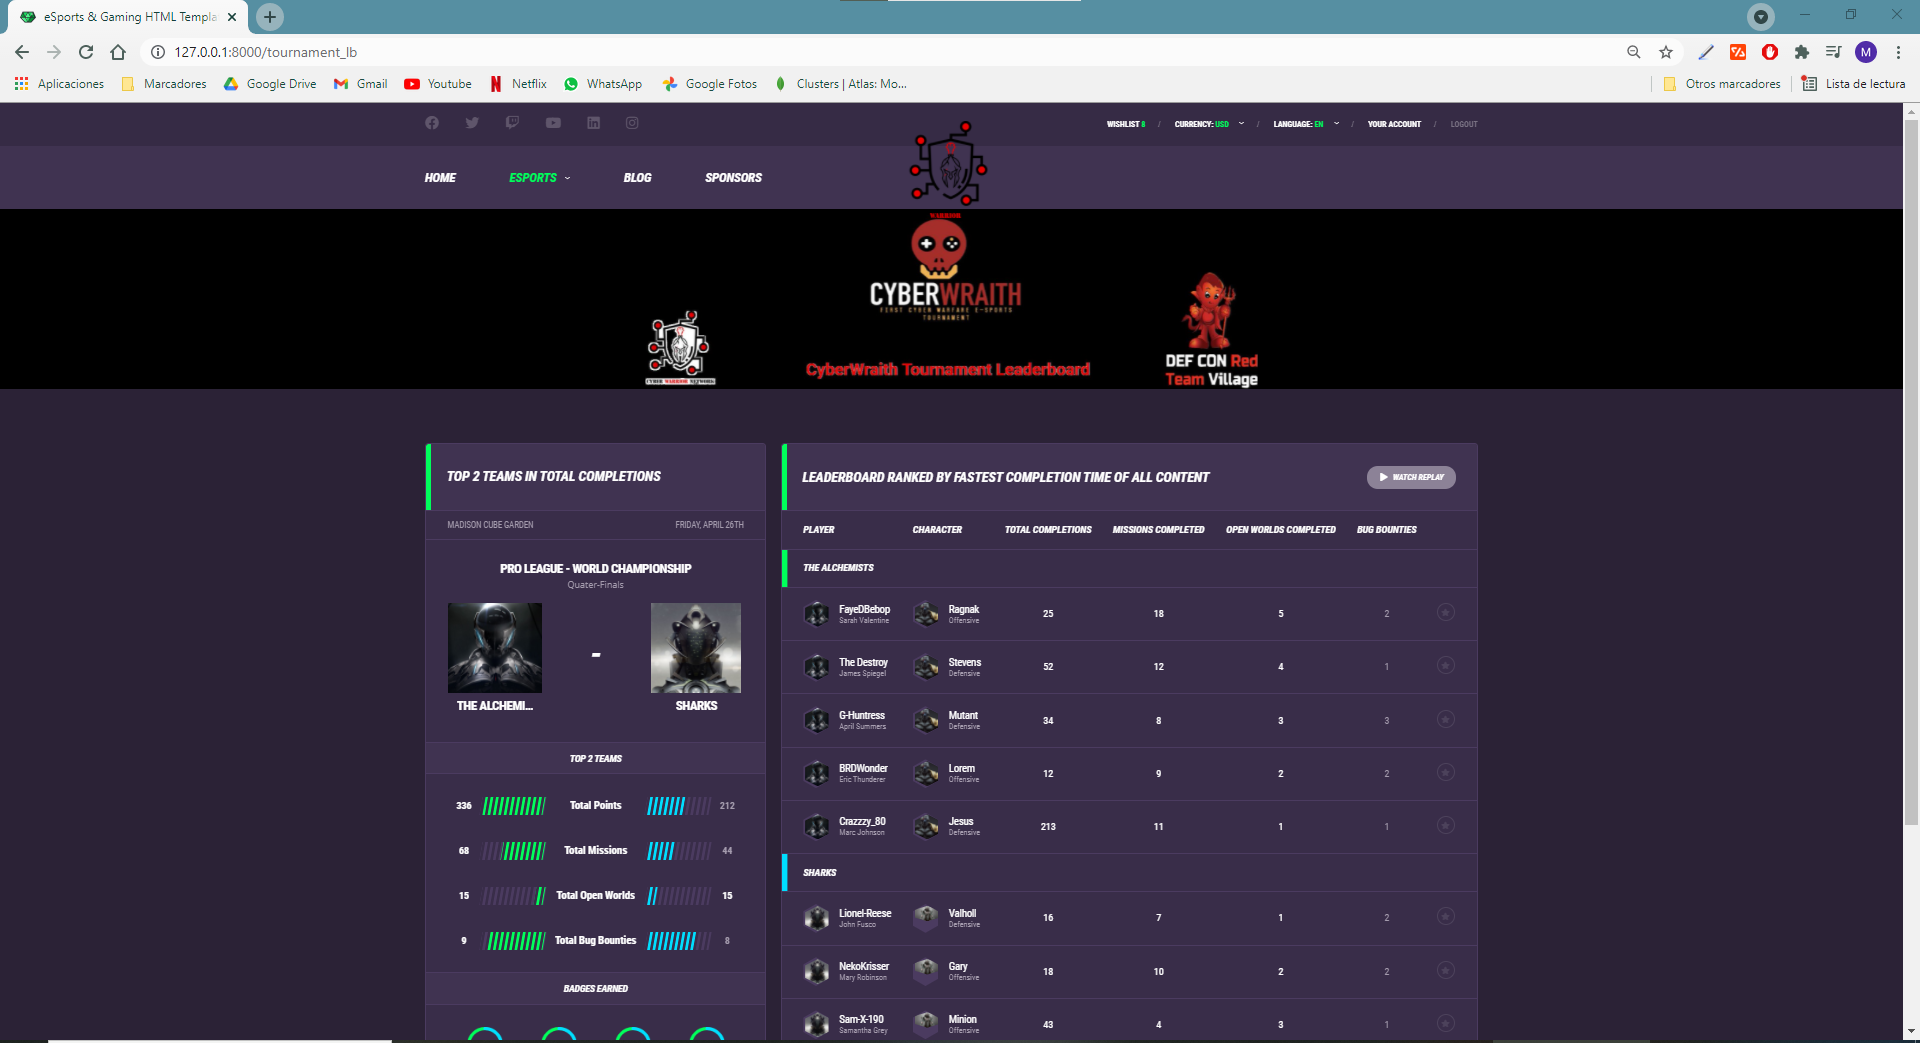 eSports & Gaming HTML Templa
127.0.0.1:8000/tournament_lb
Aplicaciones Marcadores Google Drive Gmail Youtube Netflix WhatsApp Google Fotos Clusters | Atlas: Mo... Otros marcadores Lista de lectura
WISHLIST 8 / CURRENCY: USD / LANGUAGE: EN / YOUR ACCOUNT / LOGOUT
HOME ESPORTS BLOG SPONSORS
WARRIOR
CYBERWRAITH
FIRST CYBER WARFARE E-SPORTS
TOURNAMENT
CYBER WARRIOR NETWORK
CyberWraith Tournament Leaderboard
DEF CON Red
Team Village
TOP 2 TEAMS IN TOTAL COMPLETIONS
MADISON CUBE GARDEN FRIDAY, APRIL 26TH
PRO LEAGUE - WORLD CHAMPIONSHIP
Quater-Finals
-
THE ALCHEMI... SHARKS
TOP 2 TEAMS
336 Total Points 212
68 Total Missions 44
15 Total Open Worlds 15
9 Total Bug Bounties 8
BADGES EARNED
LEADERBOARD RANKED BY FASTEST COMPLETION TIME OF ALL CONTENT WATCH REPLAY
PLAYER CHARACTER TOTAL COMPLETIONS MISSIONS COMPLETED OPEN WORLDS COMPLETED BUG BOUNTIES
THE ALCHEMISTS
FayeDBebop Ragnak 25 18 5 2
Sarah Valentine Offensive
The Destroy Stevens 52 12 4 1
James Spiegel Defensive
G-Huntress Mutant 34 8 3 3
April Summers Defensive
BRDWonder Lorem 12 9 2 2
Eric Thunderer Offensive
Crazzzy_80 Jesus 213 11 1 1
Marc Johnson Defensive
SHARKS
Lionel-Reese Valholl 16 7 1 2
John Fusco Defensive
NekoKrisser Gary 18 10 2 2
Mary Robinson Offensive
Sam-X-190 Minion 43 4 3 1
Samantha Grey Offensive
M